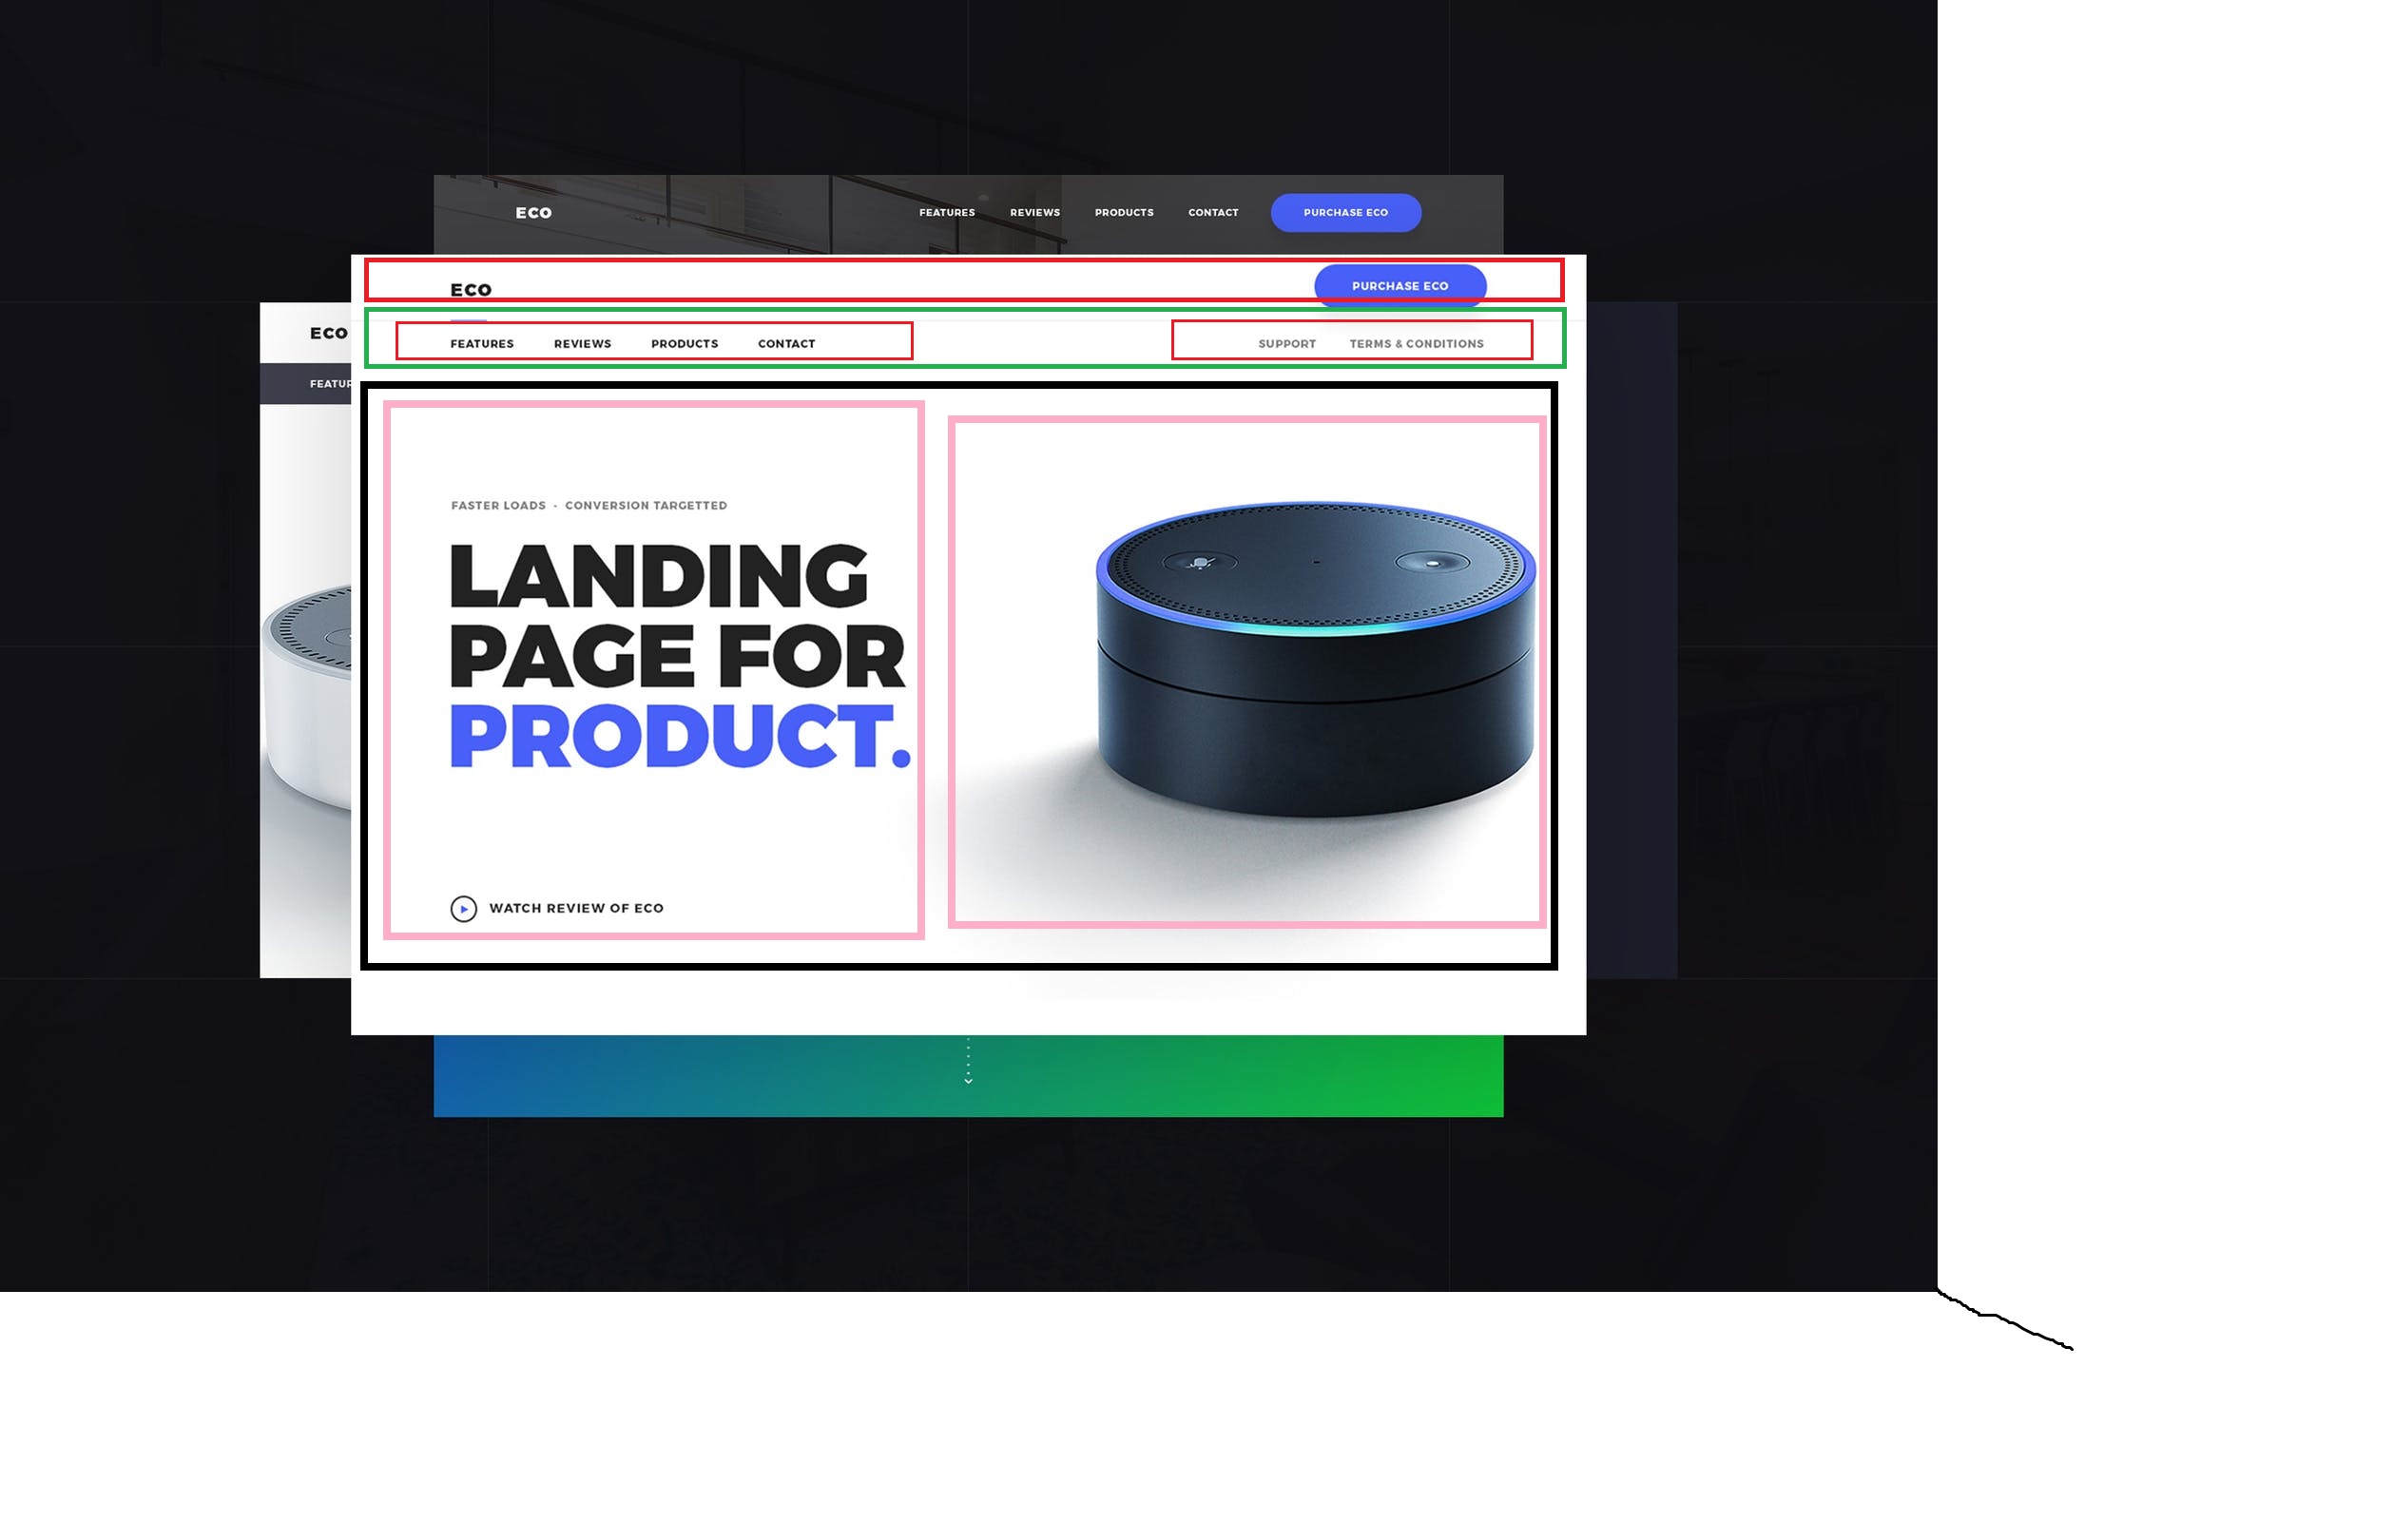 ECO FEATURES REVIEWS PRODUCTS CONTACT PURCHASE ECO
ECO PURCHASE ECO
ECO
FEATURES REVIEWS PRODUCTS CONTACT SUPPORT TERMS & CONDITIONS
FEATUR
FASTER LOADS · CONVERSION TARGETTED
LANDING
PAGE FOR
PRODUCT.
WATCH REVIEW OF ECO